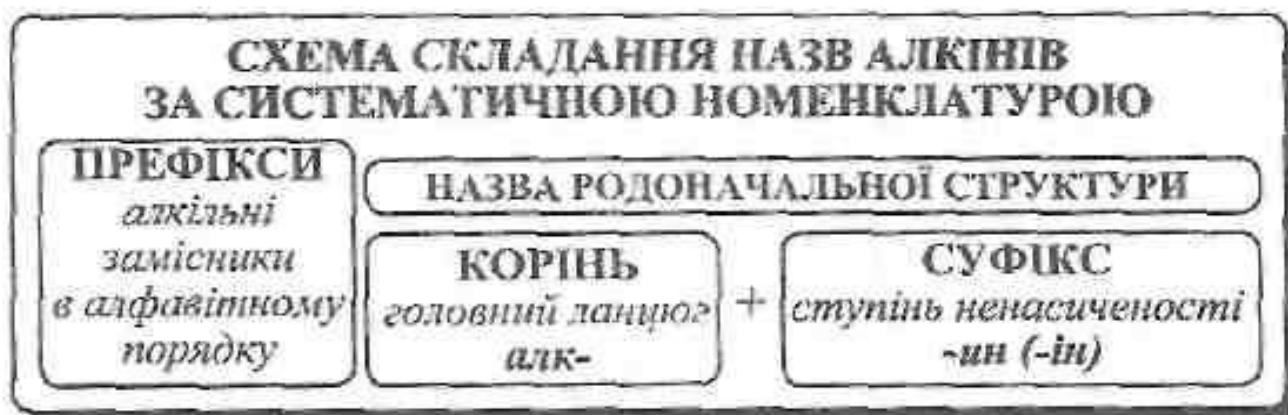 СХЕМА СКЛАДАННЯ НАЗВ АЛКІНІВ
ЗА СИСТЕМАТИЧНОЮ НОМЕНКЛАТУРОЮ
ПРЕФІКСИ
алкільні
замісники
в алфавітному
порядку
НАЗВА РОДОНАЧАЛЬНОЇ СТРУКТУРИ
КОРІНЬ
головний ланцюг
алк-
+
СУФІКС
ступінь ненасиченості
-ин (-ін)